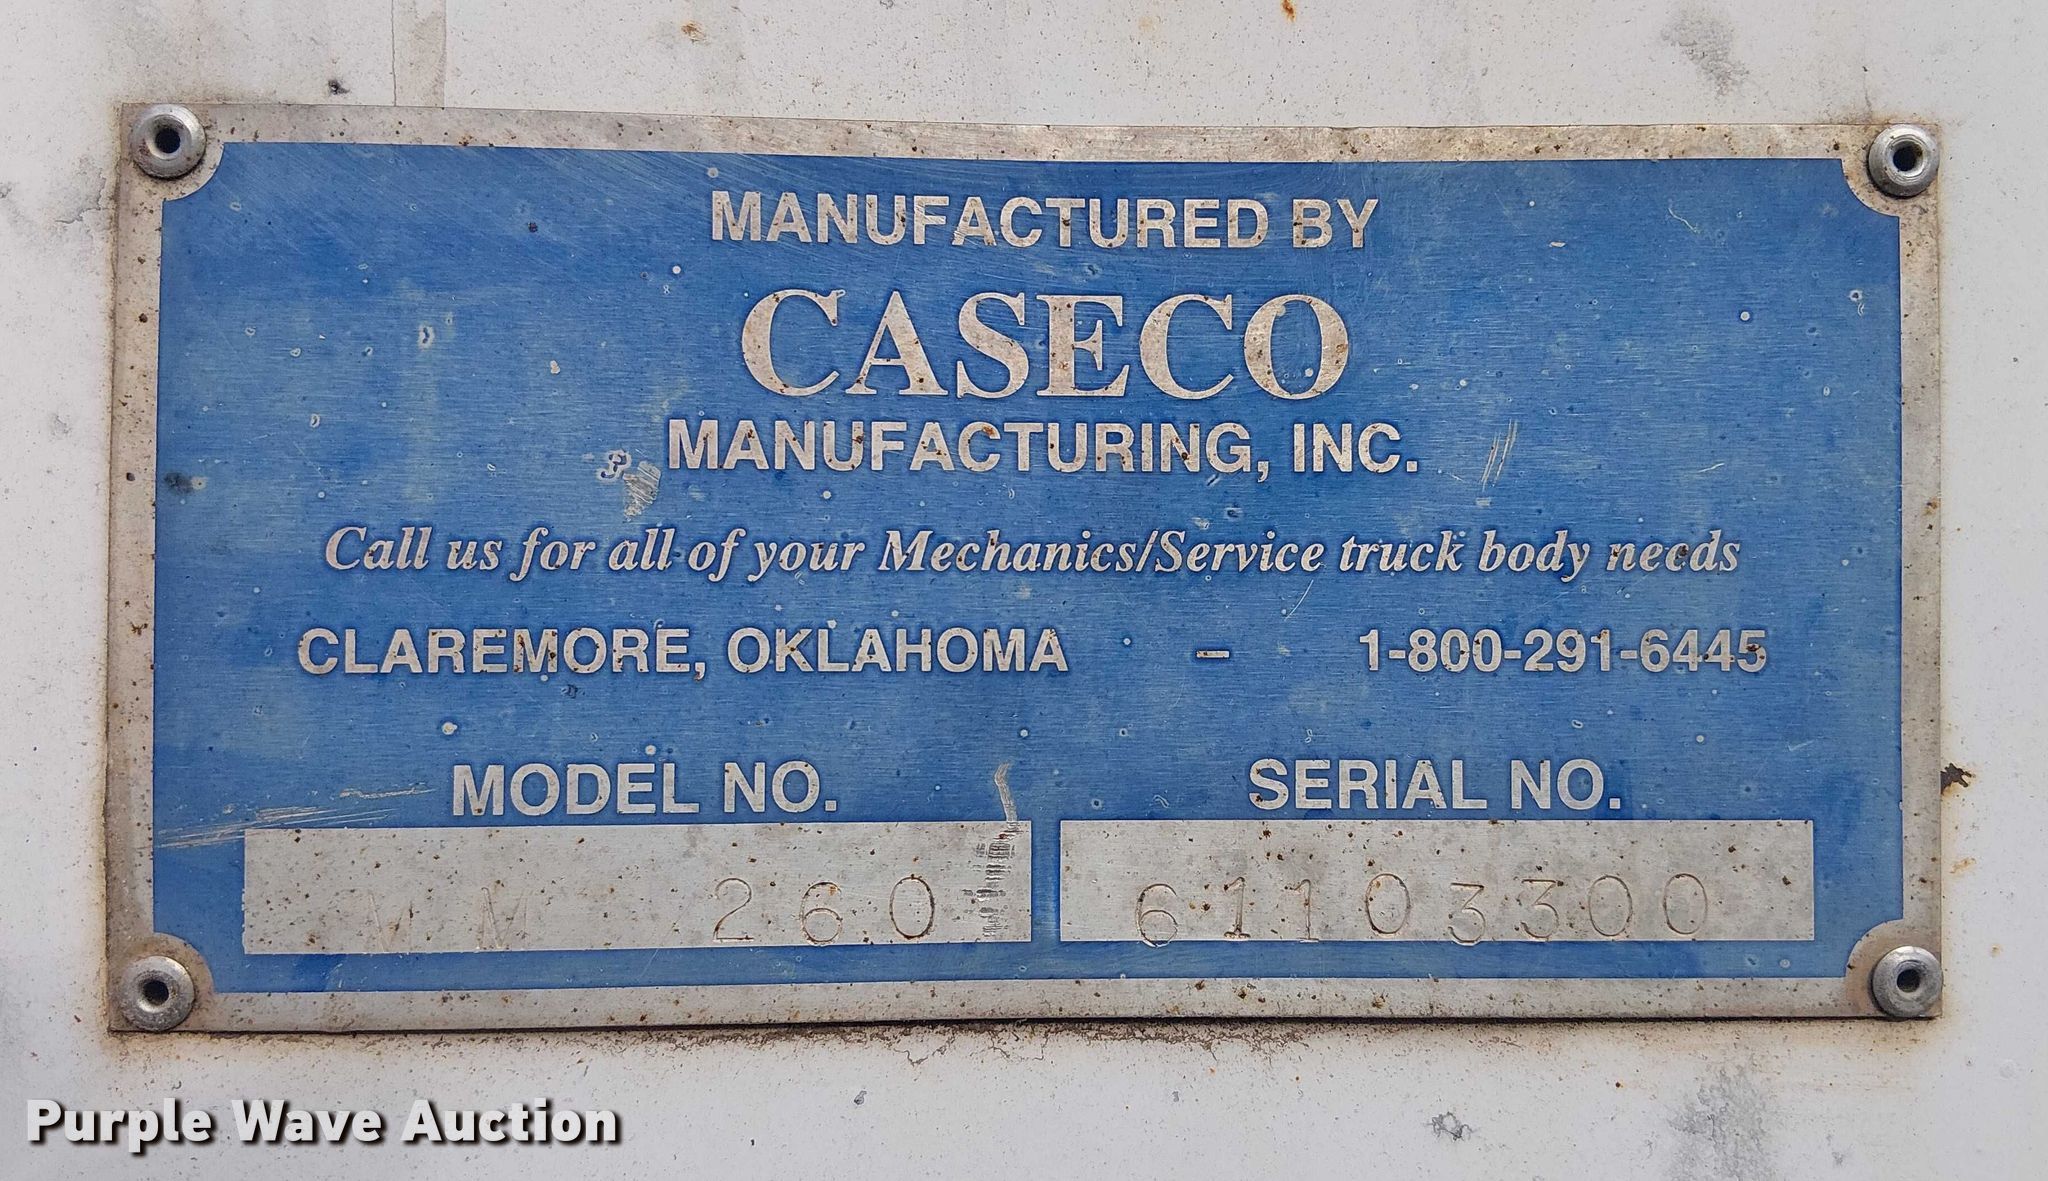 MANUFACTURED BY
CASECO
MANUFACTURING, INC.
Call us for all of your Mechanics/Service truck body needs
CLAREMORE, OKLAHOMA – 1-800-291-6445
MODEL NO. SERIAL NO.
VM 260 61103300
Purple Wave Auction